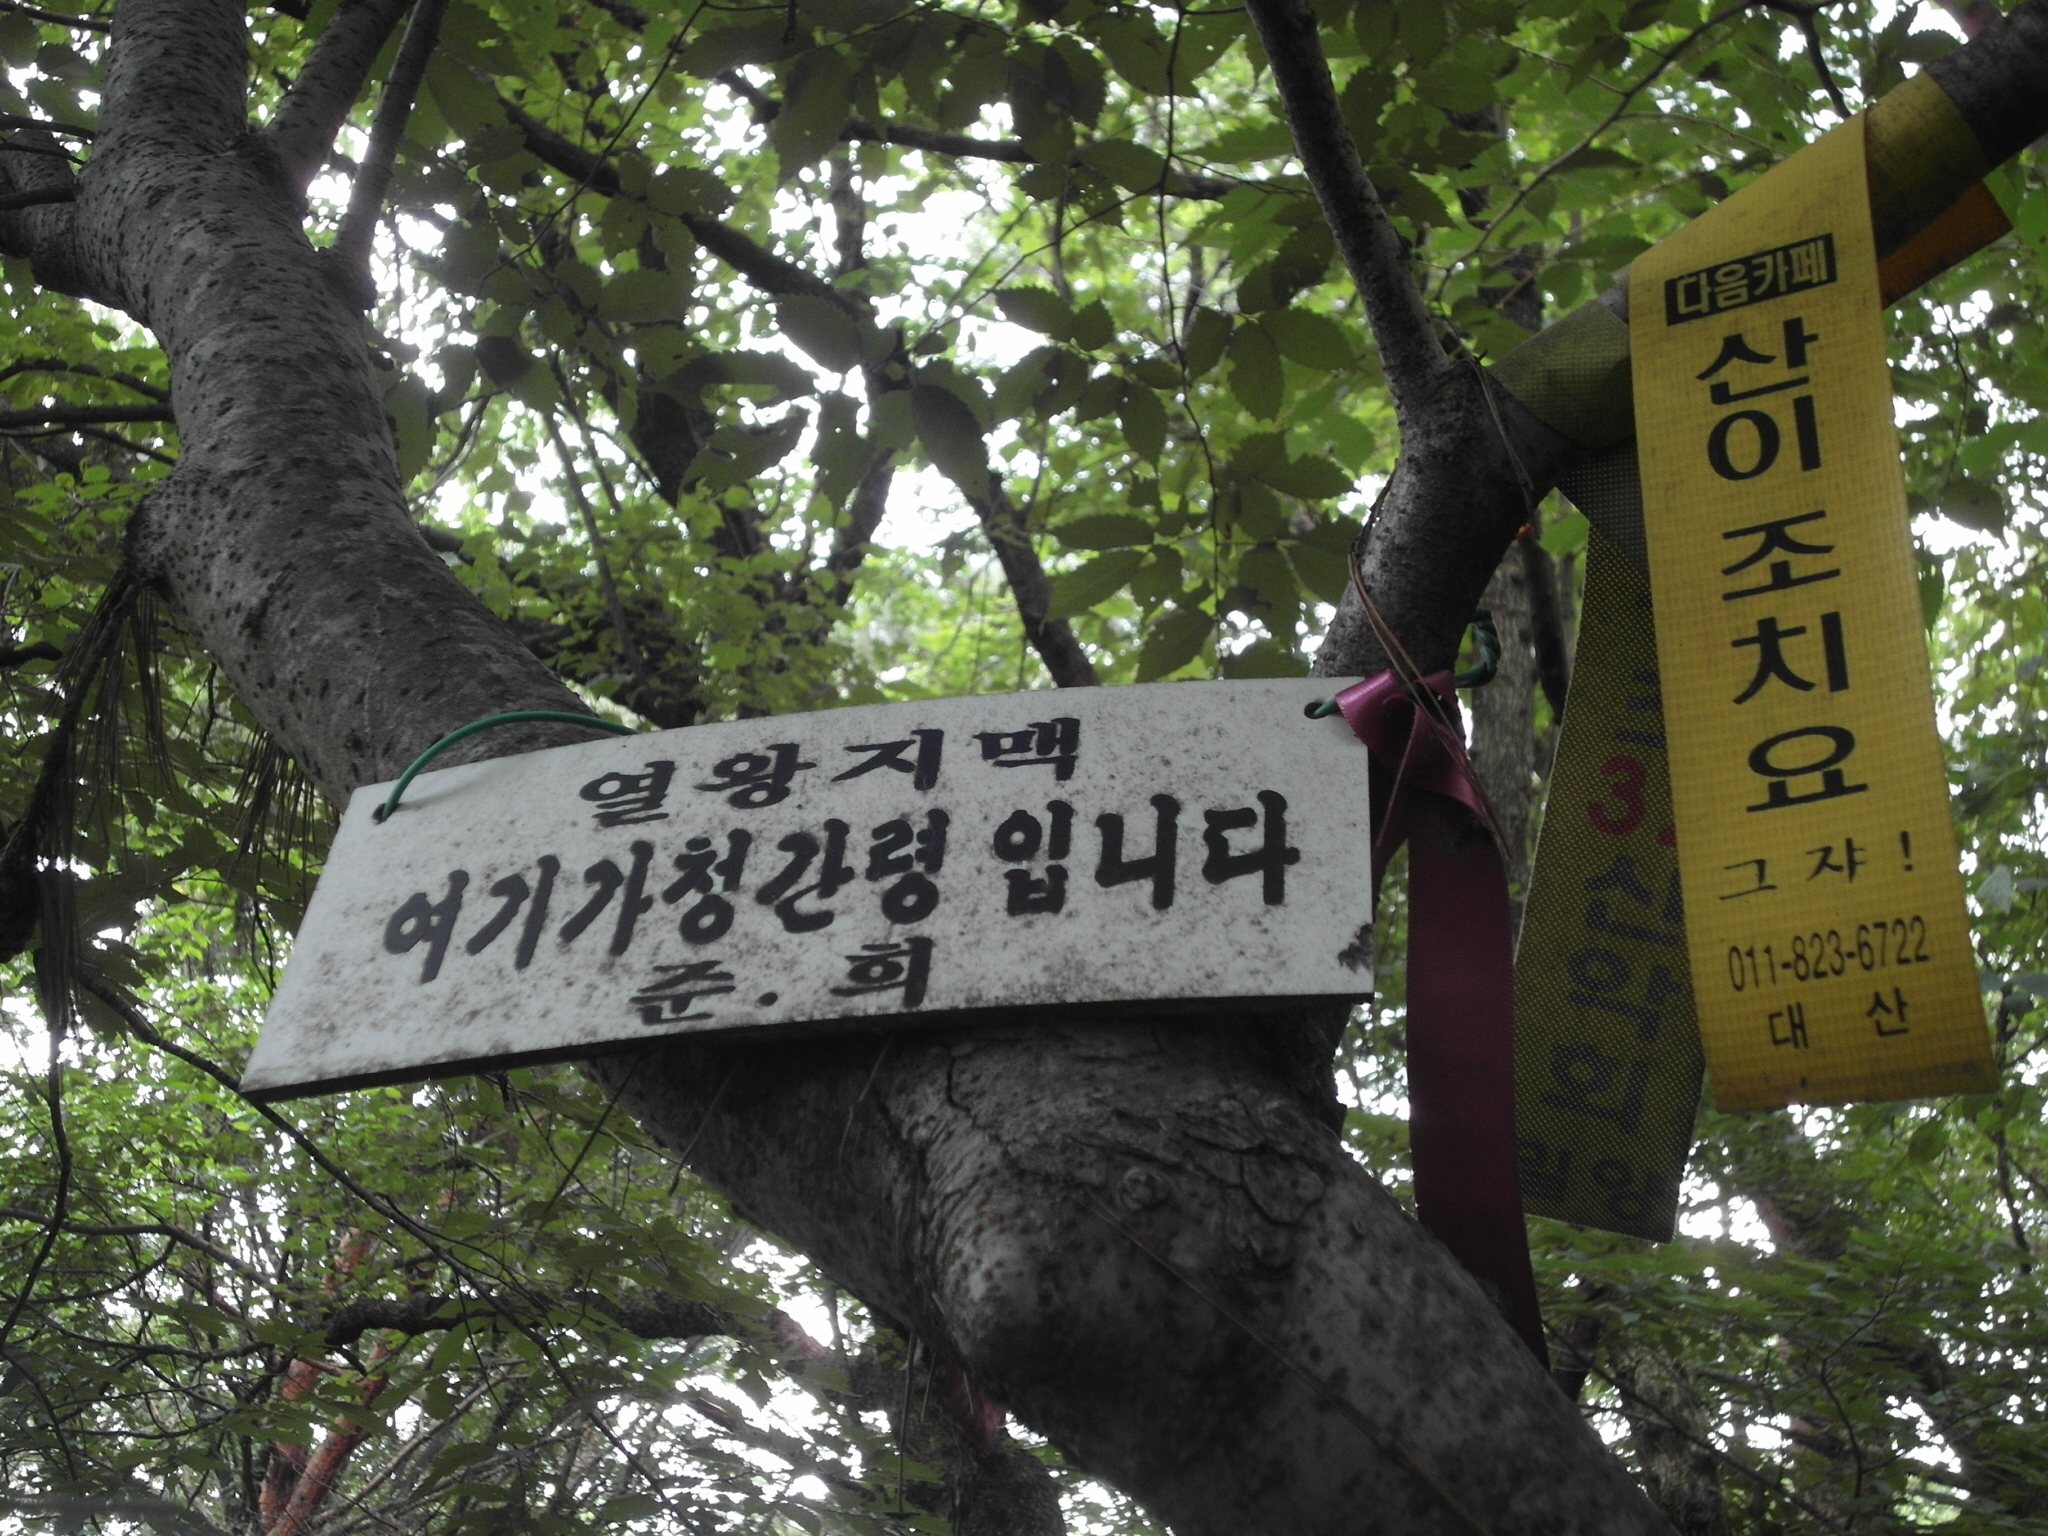 열왕지맥
여기가청간령 입니다
준.희
다음카페
산이조치요
그쟈!
011-823-6722
대산